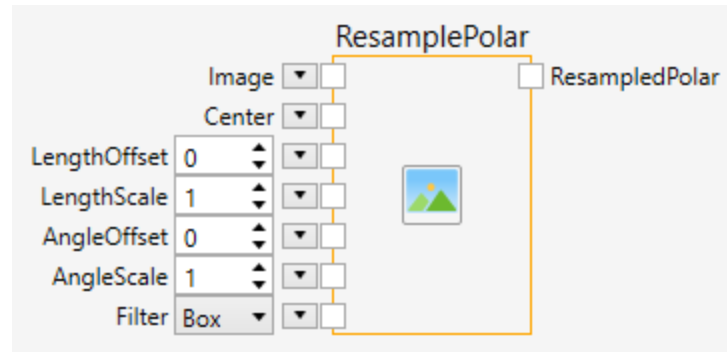 ResamplePolar
Image
ResampledPolar
Center
LengthOffset 0
LengthScale 1
AngleOffset 0
AngleScale 1
Filter Box